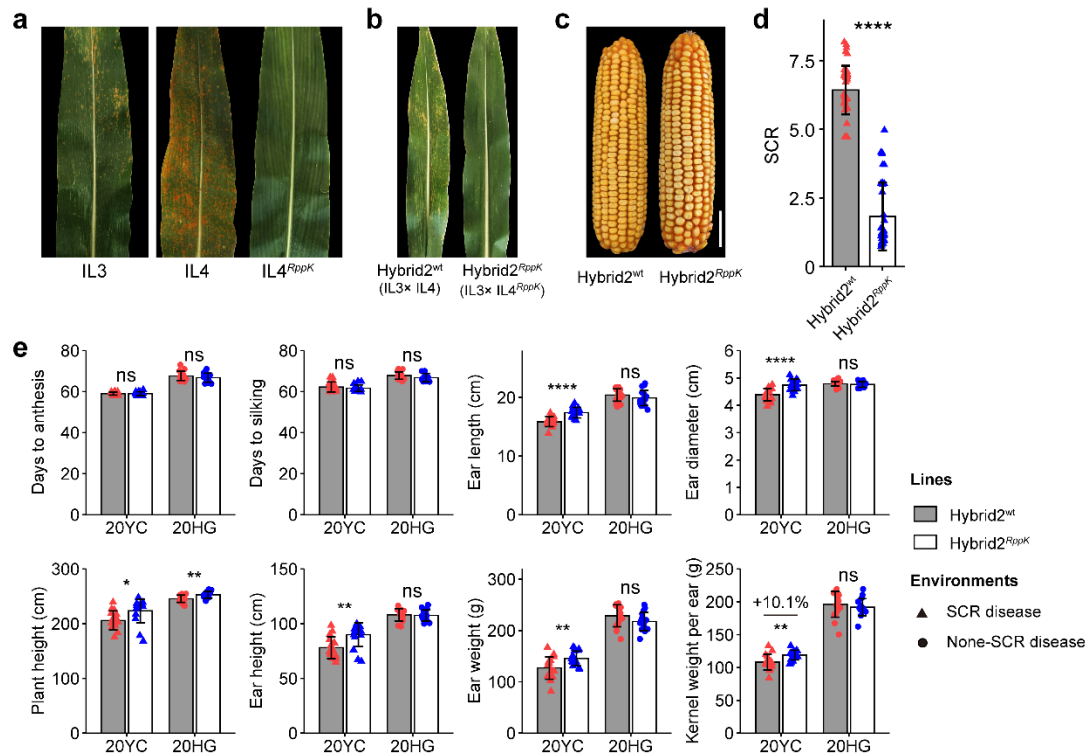 a
IL3
IL4
IL4RppK
b
Hybrid2wt
(IL3× IL4)
Hybrid2RppK
(IL3× IL4RppK)
c
Hybrid2wt
Hybrid2RppK
d
SCR
7.5
5.0
2.5
0
****
Hybrid2wt
Hybrid2RppK
e
Days to anthesis
80
60
40
20
0
ns
ns
20YC
20HG
Days to silking
80
60
40
20
0
ns
ns
20YC
20HG
Ear length (cm)
20
10
0
****
ns
20YC
20HG
Ear diameter (cm)
6
5
4
3
2
1
0
****
ns
20YC
20HG
Plant height (cm)
300
200
100
0
*
**
20YC
20HG
Ear height (cm)
150
100
50
0
**
ns
20YC
20HG
Ear weight (g)
300
200
100
0
**
ns
20YC
20HG
Kernel weight per ear (g)
250
200
150
100
50
0
+10.1%
**
ns
20YC
20HG
Lines
Hybrid2wt
Hybrid2RppK
Environments
SCR disease
None-SCR disease